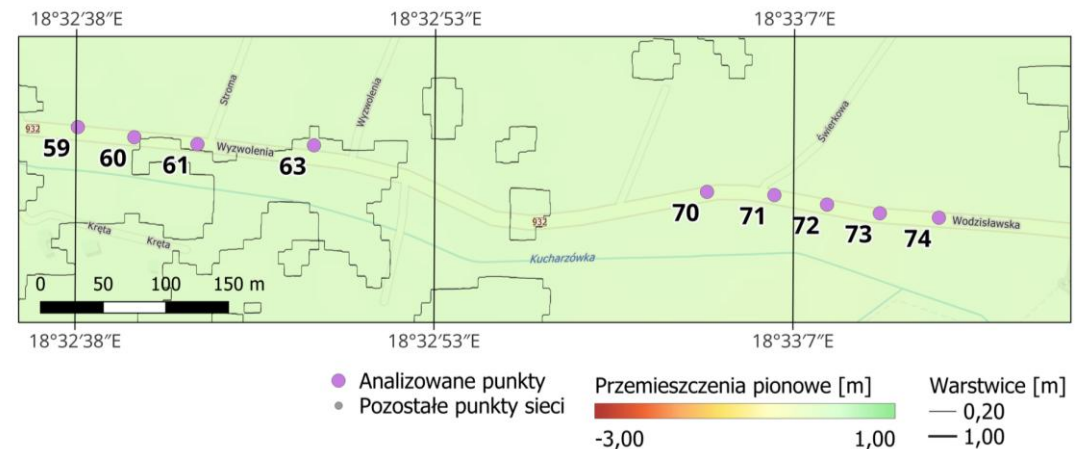 18°32′38″E 18°32′53″E 18°33′7″E
Stroma
Wyzwolenia
Świerkowa
932
59
60
61
Wyzwolenia
63
70
71
72
73
74
Wodzisławska
932
Kręta
Kręta
Kucharzówka
0 50 100 150 m
18°32′38″E 18°32′53″E 18°33′7″E
Analizowane punkty
Pozostałe punkty sieci
Przemieszczenia pionowe [m]
-3,00 1,00
Warstwice [m]
0,20
1,00